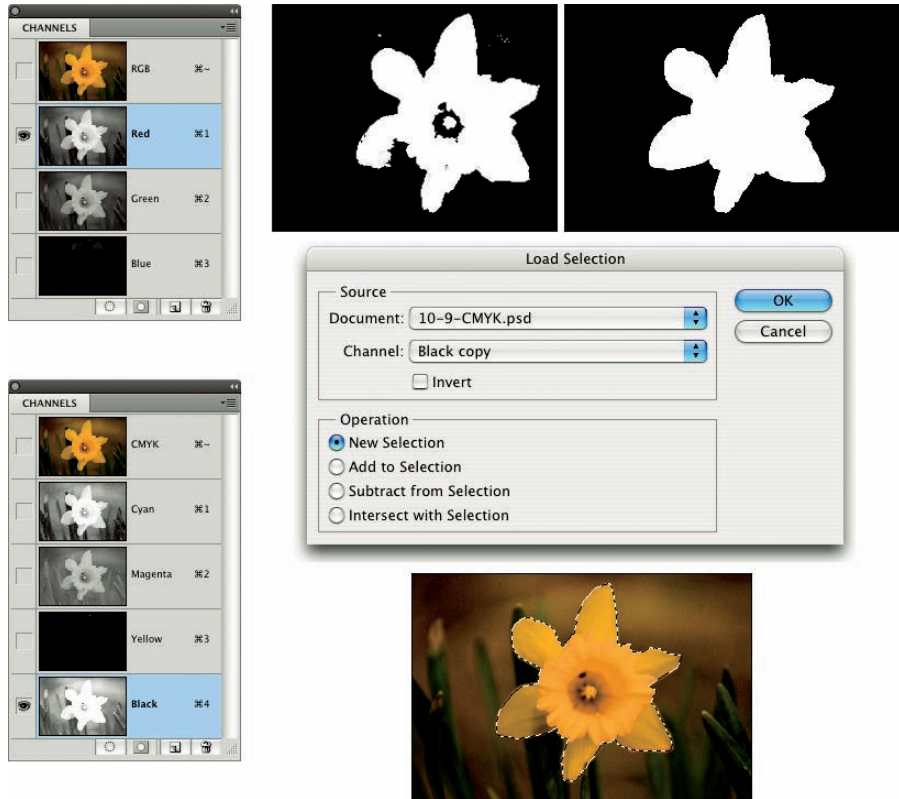 CHANNELS
RGB ⌘~
Red ⌘1
Green ⌘2
Blue ⌘3
CHANNELS
CMYK ⌘~
Cyan ⌘1
Magenta ⌘2
Yellow ⌘3
Black ⌘4
Load Selection
Source
Document: 10-9-CMYK.psd
Channel: Black copy
Invert
OK
Cancel
Operation
New Selection
Add to Selection
Subtract from Selection
Intersect with Selection